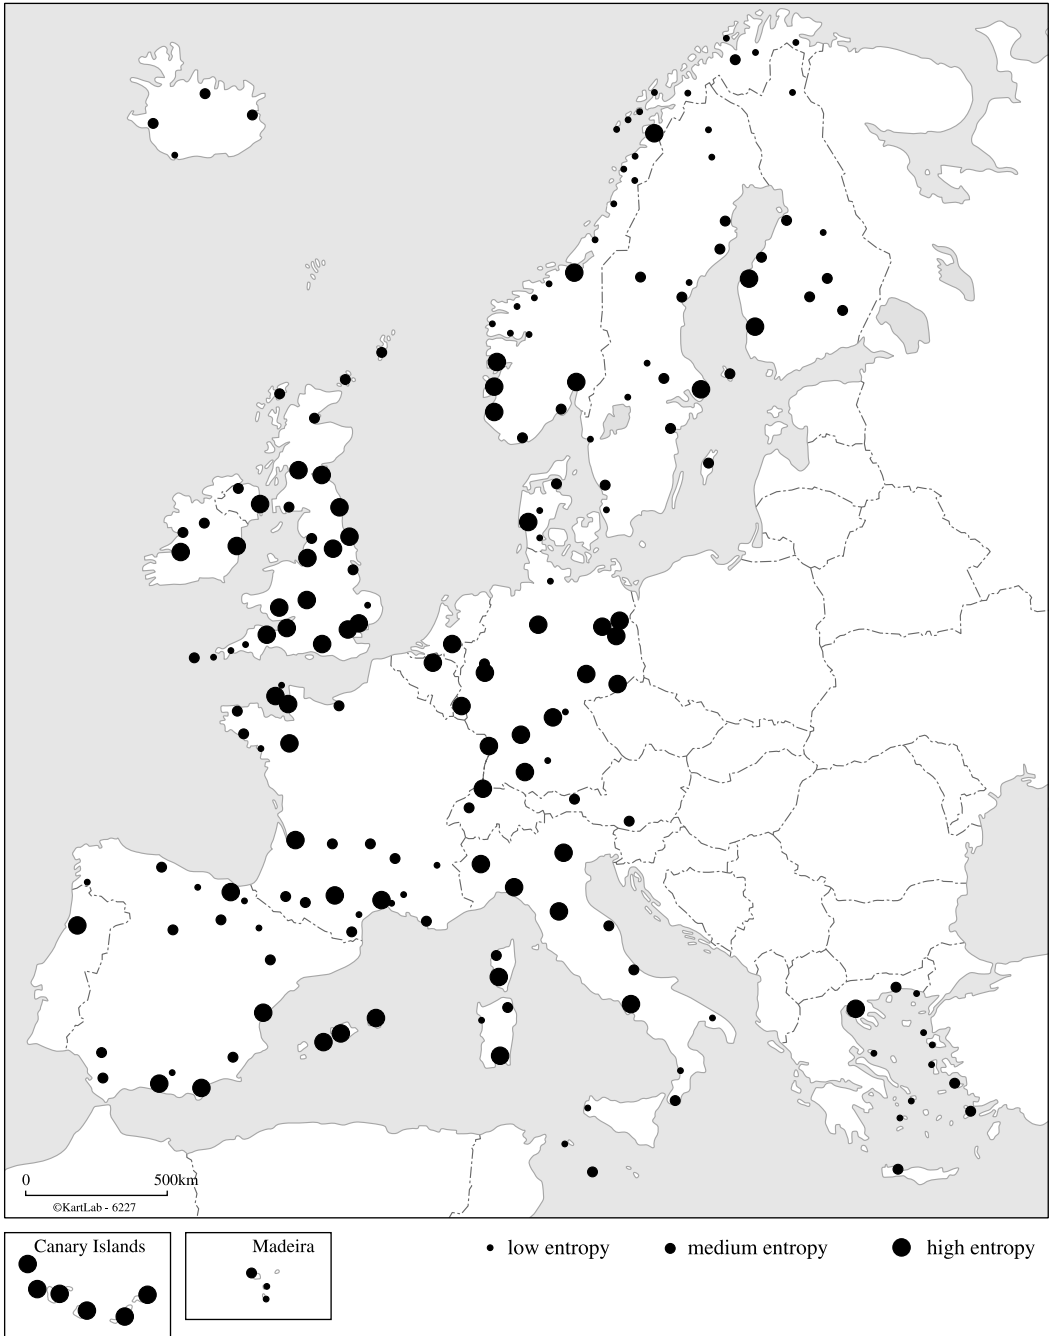 0 500km
©KartLab - 6227
Canary Islands
Madeira
low entropy
medium entropy
high entropy